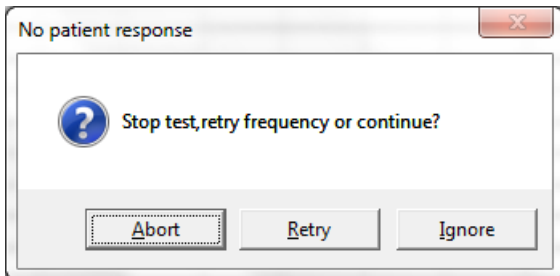 No patient response
Stop test,retry frequency or continue?
Abort Retry Ignore